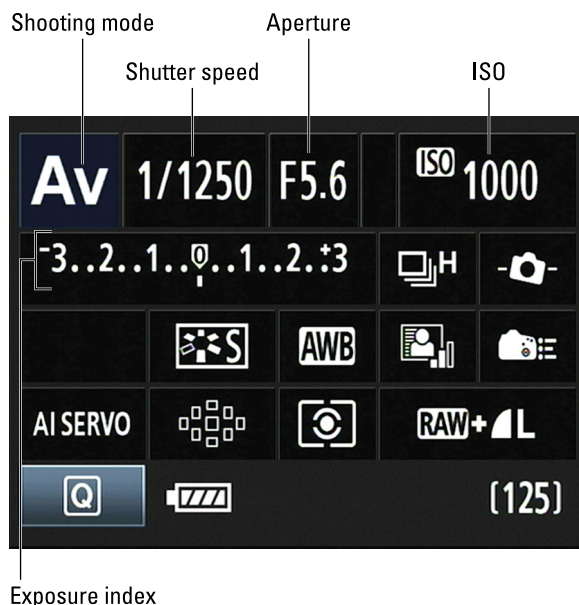 Shooting mode
Aperture
Shutter speed
ISO
Av 1/1250 F5.6 ISO 1000
-3..2..1..0..1..2.:+3 H
S AWB
AI SERVO RAW+ L
Q (125)
Exposure index